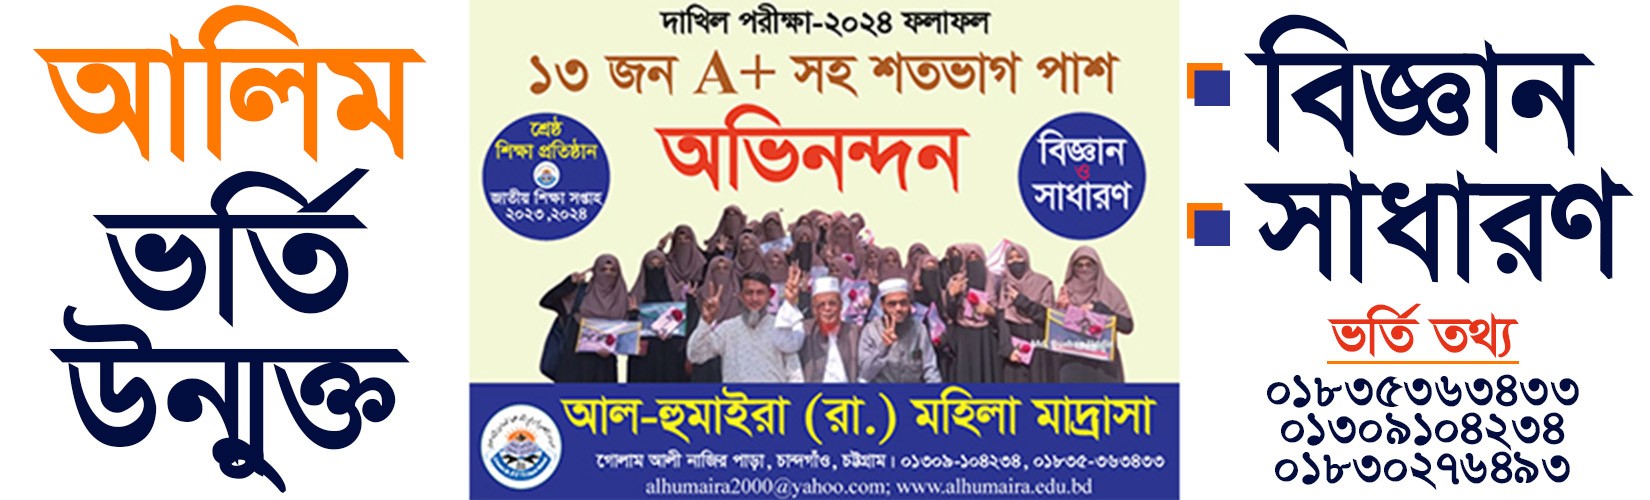 আলিম
ভর্তি
উন্মুক্ত
দাখিল পরীক্ষা-২০২৪ ফলাফল
১৩ জন A+ সহ শতভাগ পাশ
অভিনন্দন
শ্রেষ্ঠ
শিক্ষা প্রতিষ্ঠান
জাতীয় শিক্ষা সপ্তাহ
২০২৩,২০২৪
বিজ্ঞান
ও
সাধারণ
আল-হুমাইরা (রা.) মহিলা মাদ্রাসা
গোলাম আলী নাজির পাড়া, চান্দগাঁও, চট্টগ্রাম। ০১৩০৯-১০৪২৩৪, ০১৮৩৫-৩৬৩৪৩৩
alhumaira2000@yahoo.com; www.alhumaira.edu.bd
বিজ্ঞান
সাধারণ
ভর্তি তথ্য
০১৮৩৫৩৬৩৪৩৩
০১৩০৯১০৪২৩৪
০১৮৩০২৭৬৪৯৩